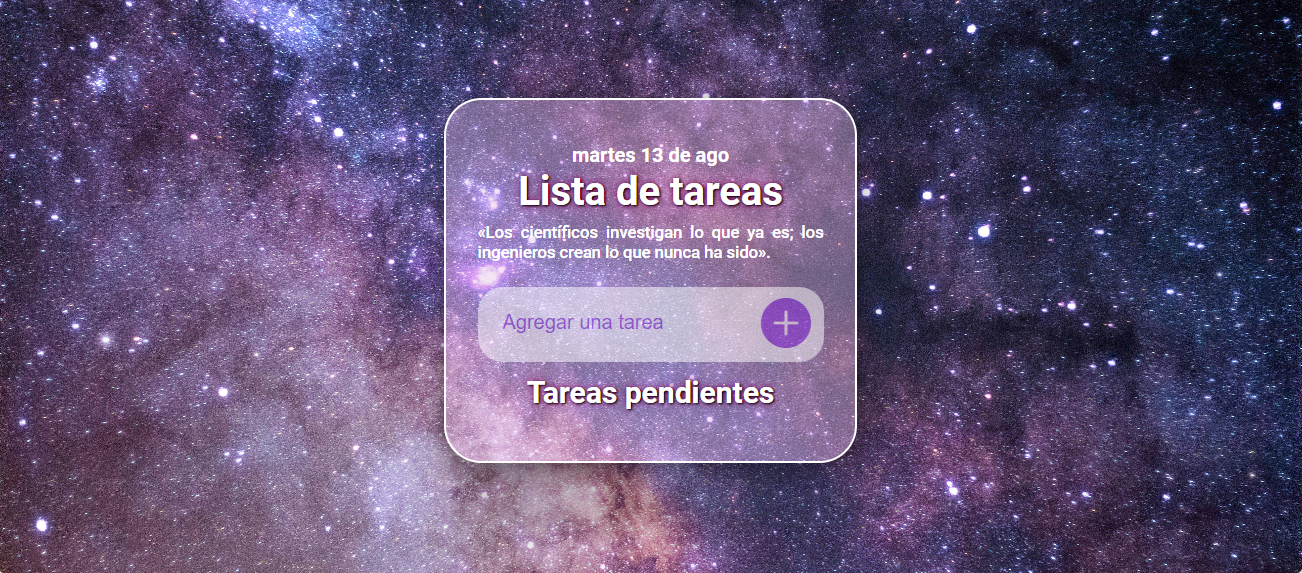 martes 13 de ago
Lista de tareas
«Los científicos investigan lo que ya es; los
ingenieros crean lo que nunca ha sido».
Agregar una tarea
Tareas pendientes